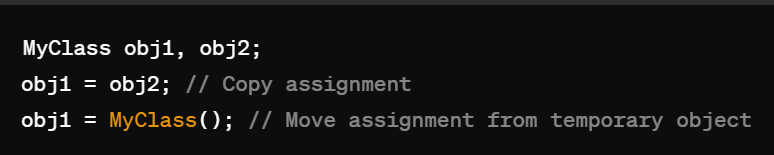 MyClass obj1, obj2;
obj1 = obj2; // Copy assignment
obj1 = MyClass(); // Move assignment from temporary object